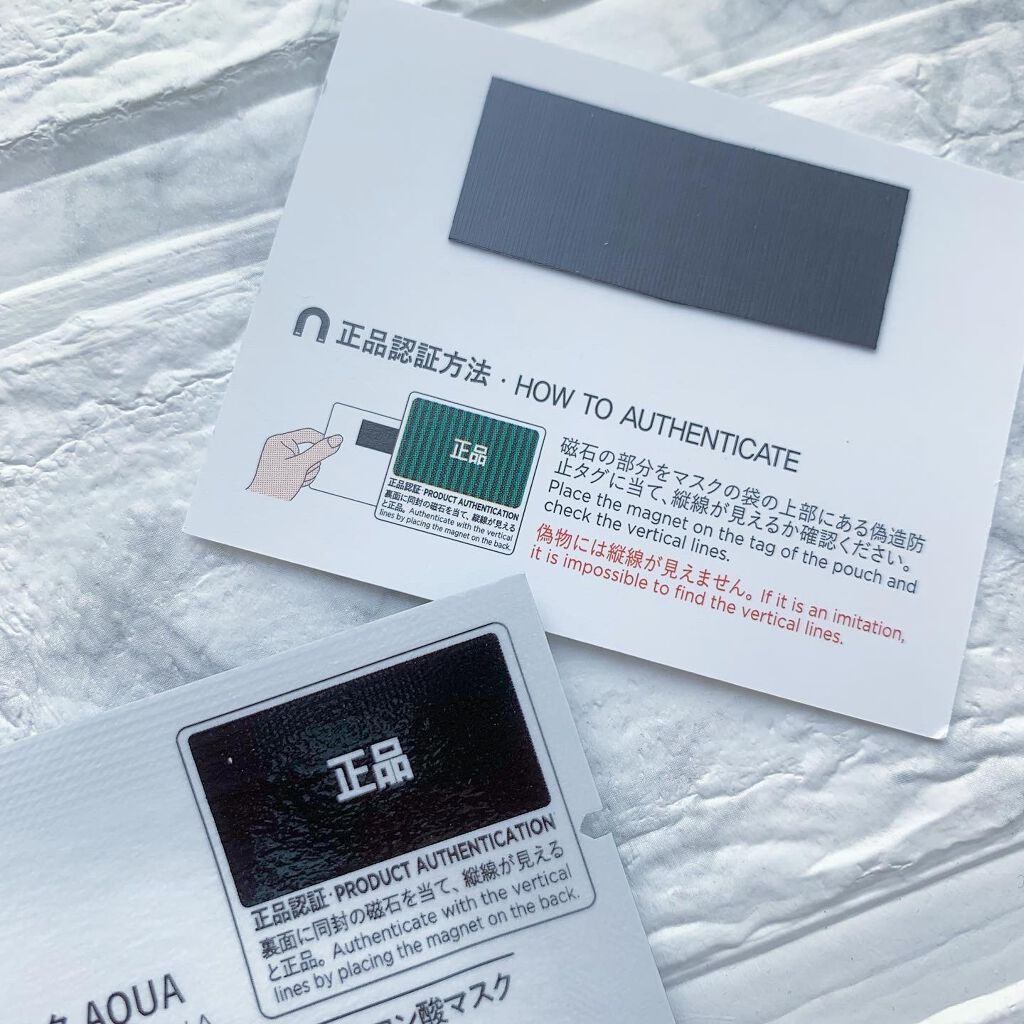 正品認証方法・HOW TO AUTHENTICATE
正品
正品認証・PRODUCT AUTHENTICATION
裏面に同封の磁石を当て、縦線が見える
と正品。Authenticate with the vertical
lines by placing the magnet on the back.
磁石の部分をマスクの袋の上部にある偽造防
止タグに当て、縦線が見えるか確認ください。
Place the magnet on the tag of the pouch and
check the vertical lines.
偽物には縦線が見えません。If it is an imitation,
it is impossible to find the vertical lines.
正品
正品認証・PRODUCT AUTHENTICATION
裏面に同封の磁石を当て、縦線が見える
と正品。Authenticate with the vertical
lines by placing the magnet on the back.
AQUA
ン酸マスク